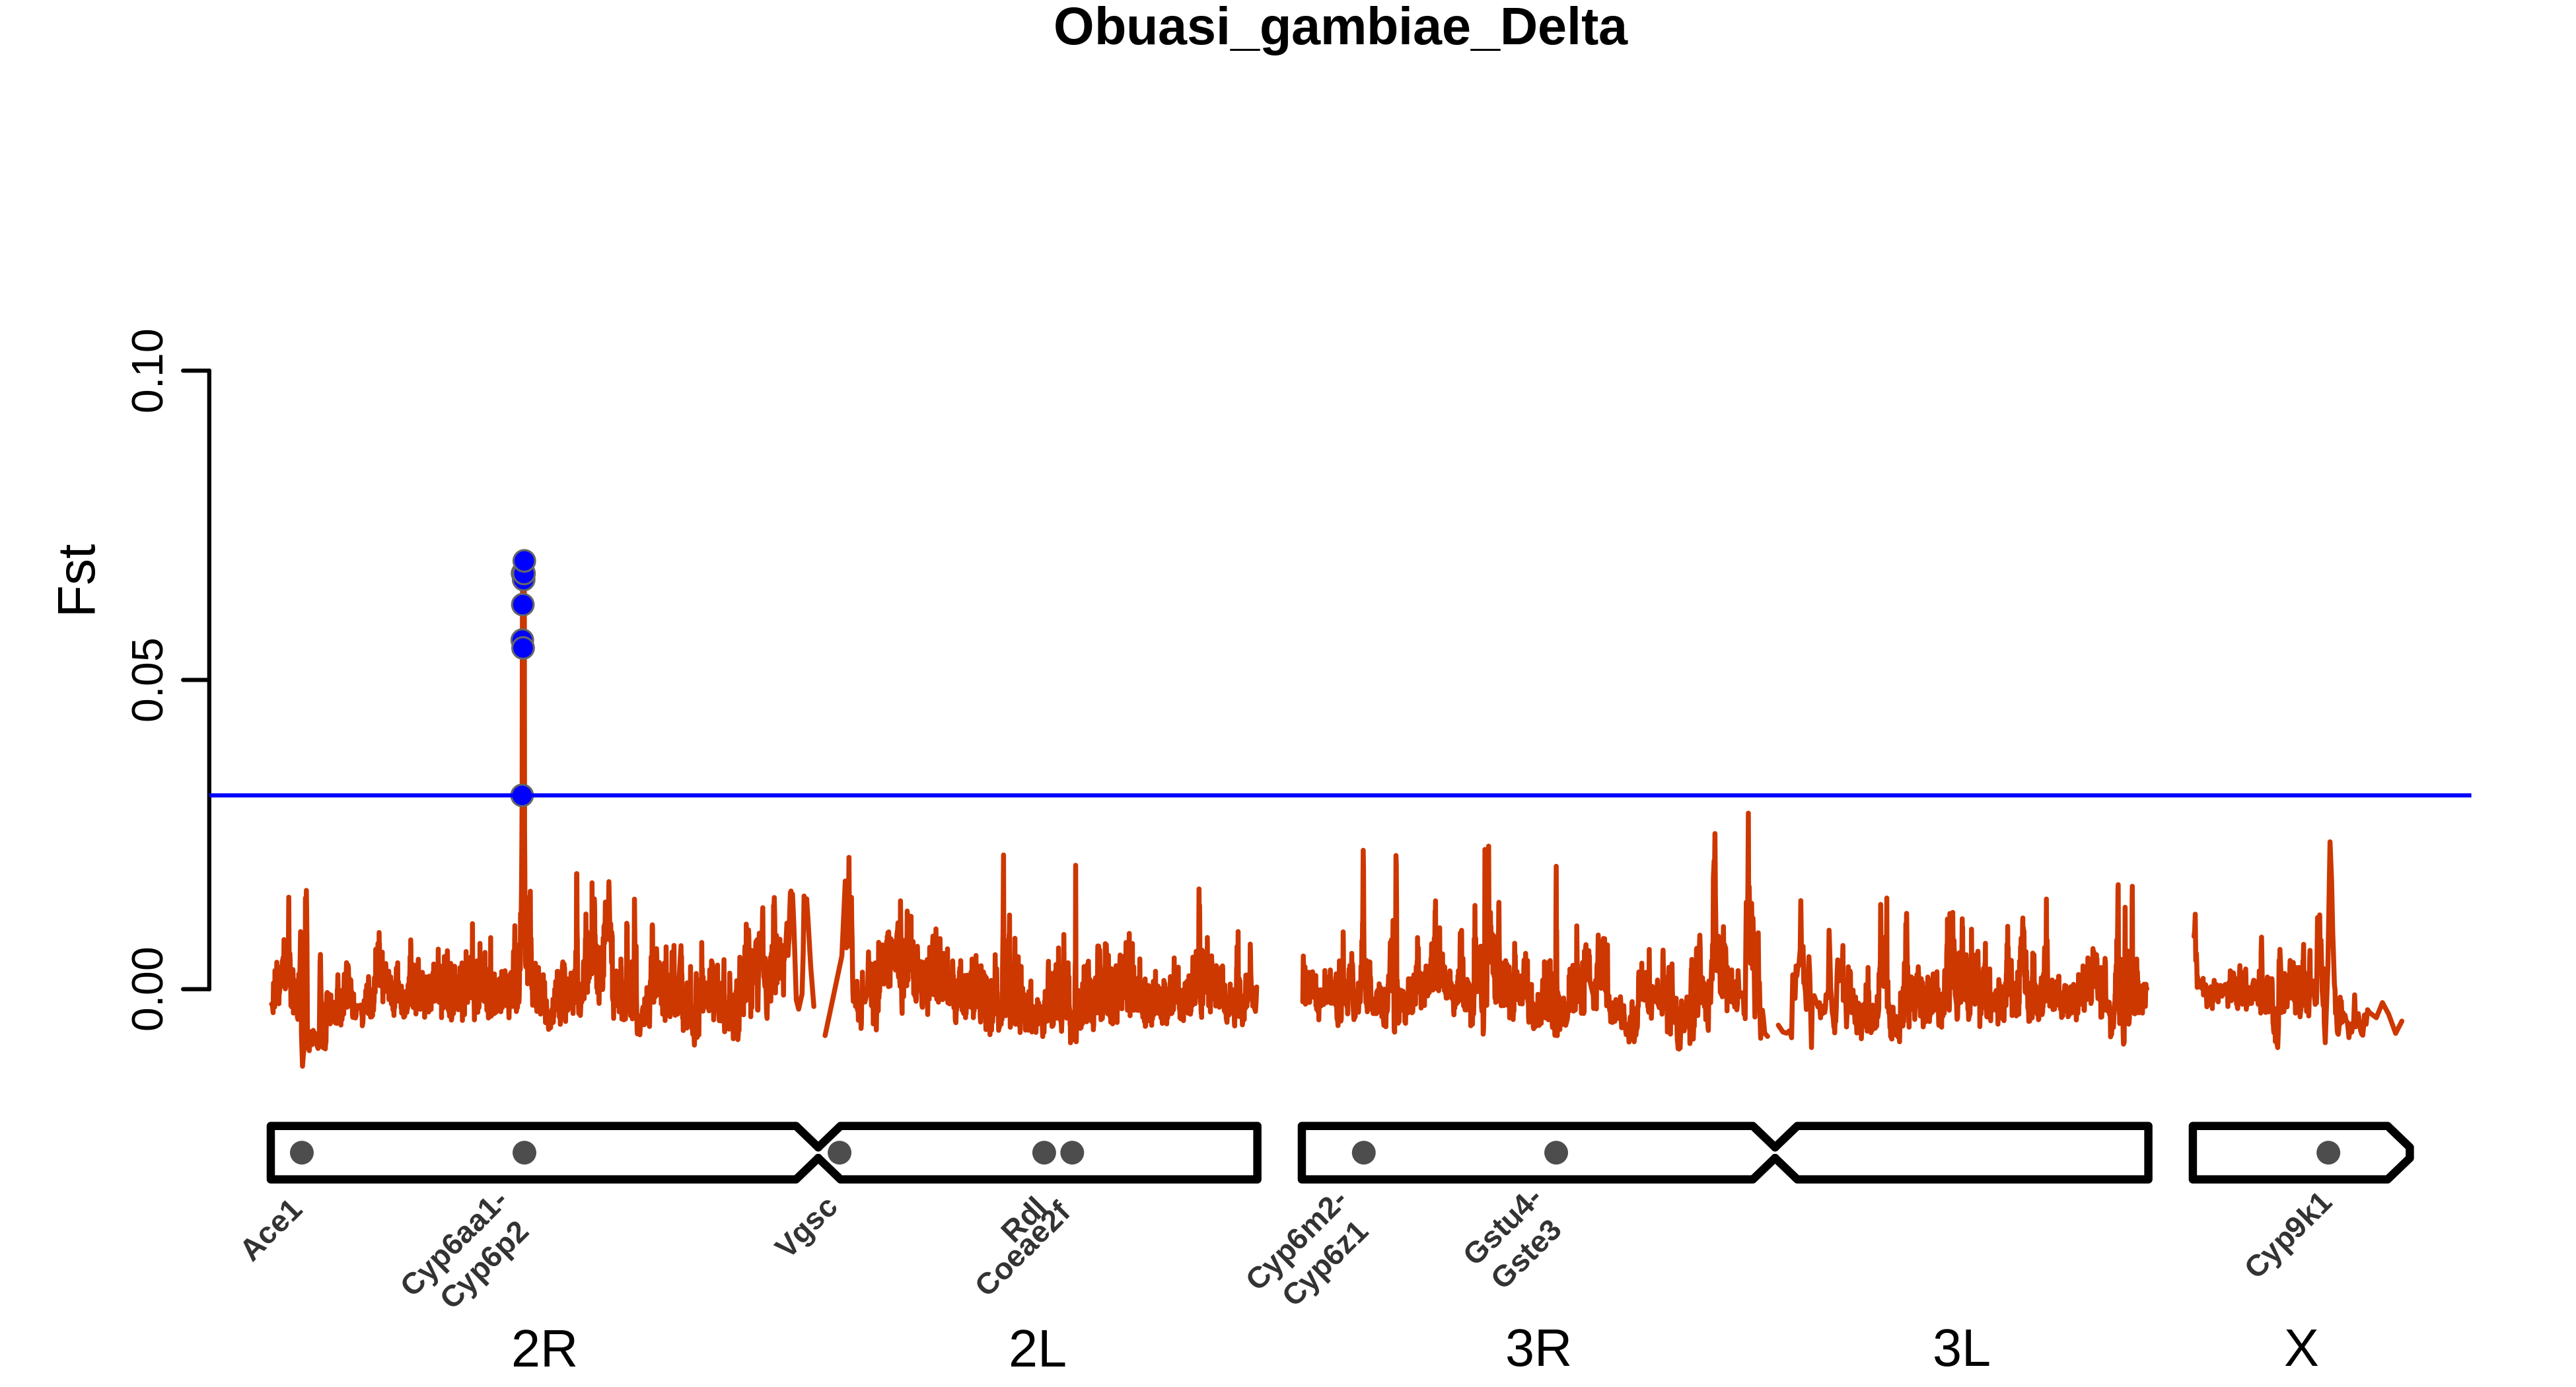 Obuasi_gambiae_Delta
Fst
0.10
0.05
0.00
Ace1
Cyp6aa1-
Cyp6p2
Vgsc
Rdl
Coeae2f
Cyp6m2-
Cyp6z1
Gstu4-
Gste3
Cyp9k1
2R
2L
3R
3L
X